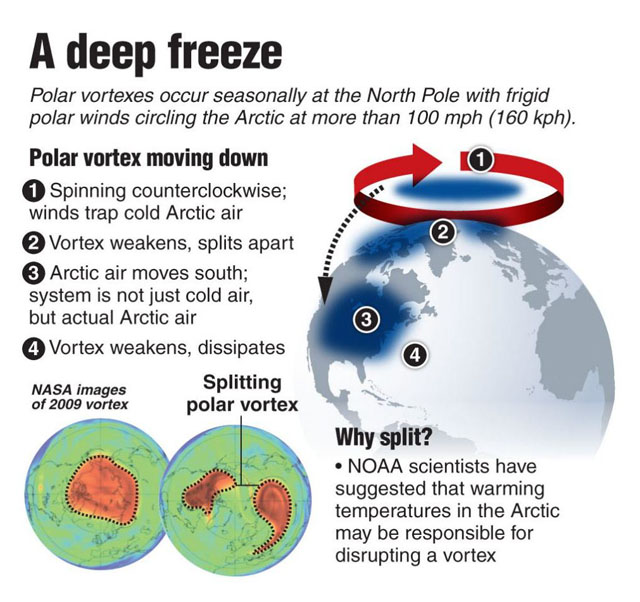 A deep freeze
Polar vortexes occur seasonally at the North Pole with frigid
polar winds circling the Arctic at more than 100 mph (160 kph).
Polar vortex moving down
1 Spinning counterclockwise;
winds trap cold Arctic air
2 Vortex weakens, splits apart
3 Arctic air moves south;
system is not just cold air,
but actual Arctic air
4 Vortex weakens, dissipates
1
2
3
4
NASA images
of 2009 vortex
Splitting
polar vortex
Why split?
• NOAA scientists have
suggested that warming
temperatures in the Arctic
may be responsible for
disrupting a vortex